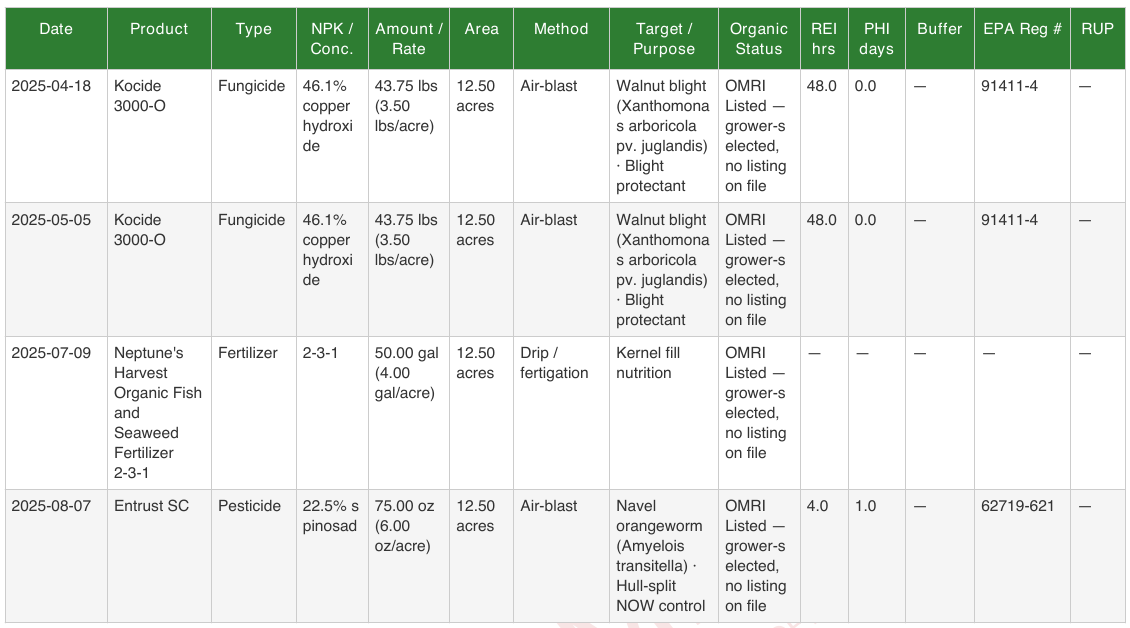 Date Product Type NPK / Conc. Amount / Rate Area Method Target / Purpose Organic Status REI hrs PHI days Buffer EPA Reg # RUP
2025-04-18 Kocide Fungicide 46.1% 43.75 lbs 12.50 Air-blast Walnut blight OMRI 48.0 0.0 — 91411-4 —
3000-O copper (3.50 acres (Xanthomona Listed —
hydroxi lbs/acre) s arboricola grower-s
de pv. juglandis) elected,
· Blight no listing
protectant on file
2025-05-05 Kocide Fungicide 46.1% 43.75 lbs 12.50 Air-blast Walnut blight OMRI 48.0 0.0 — 91411-4 —
3000-O copper (3.50 acres (Xanthomona Listed —
hydroxi lbs/acre) s arboricola grower-s
de pv. juglandis) elected,
· Blight no listing
protectant on file
2025-07-09 Neptune's Fertilizer 2-3-1 50.00 gal 12.50 Drip / Kernel fill OMRI — — — — —
Harvest (4.00 acres fertigation nutrition Listed —
Organic Fish gal/acre) grower-s
and elected,
Seaweed no listing
Fertilizer on file
2-3-1
2025-08-07 Entrust SC Pesticide 22.5% s 75.00 oz 12.50 Air-blast Navel OMRI 4.0 1.0 — 62719-621 —
pinosad (6.00 acres orangeworm Listed —
oz/acre) (Amyelois grower-s
transitella) · elected,
Hull-split no listing
NOW control on file